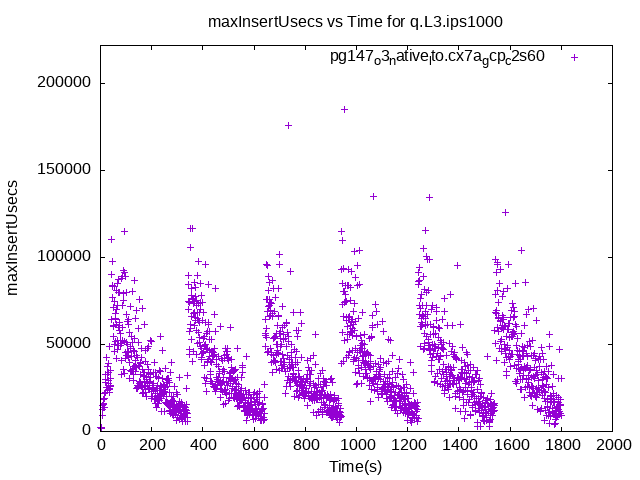 maxInsertUsecs vs Time for q.L3.ips1000
pg147_o3_native_lto.cx7a_gcp_c2s60
200000
150000
100000
50000
0
maxInsertUsecs
0 200 400 600 800 1000 1200 1400 1600 1800 2000
Time(s)